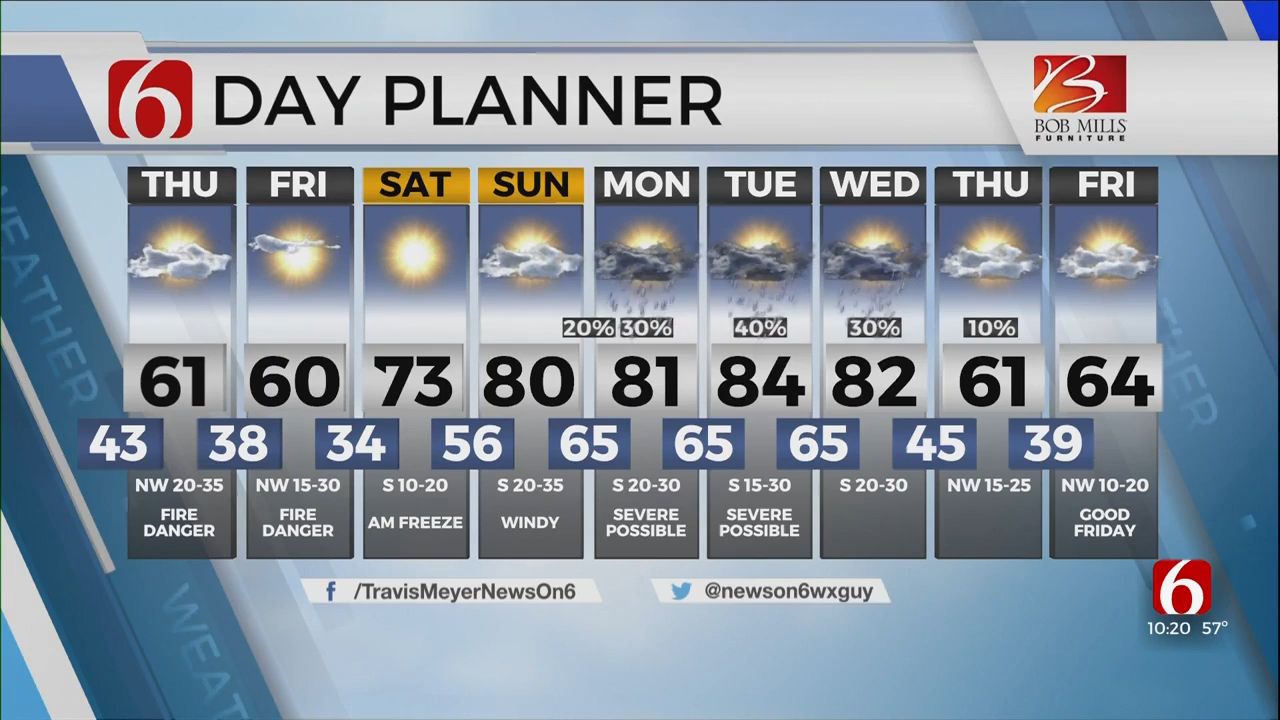 6 DAY PLANNER
B
BOB MILLS
FURNITURE
THU FRI SAT SUN MON TUE WED THU FRI
20% 30% 40% 30% 10%
61 60 73 80 81 84 82 61 64
43 38 34 56 65 65 65 45 39
NW 20-35 NW 15-30 S 10-20 S 20-35 S 20-30 S 15-30 S 20-30 NW 15-25 NW 10-20
FIRE DANGER
FIRE DANGER
AM FREEZE
WINDY
SEVERE POSSIBLE
SEVERE POSSIBLE
GOOD FRIDAY
f /TravisMeyerNewsOn6 @newson6wxguy
6
10:20 57°
WEATHER
WEATHER
WEATHER